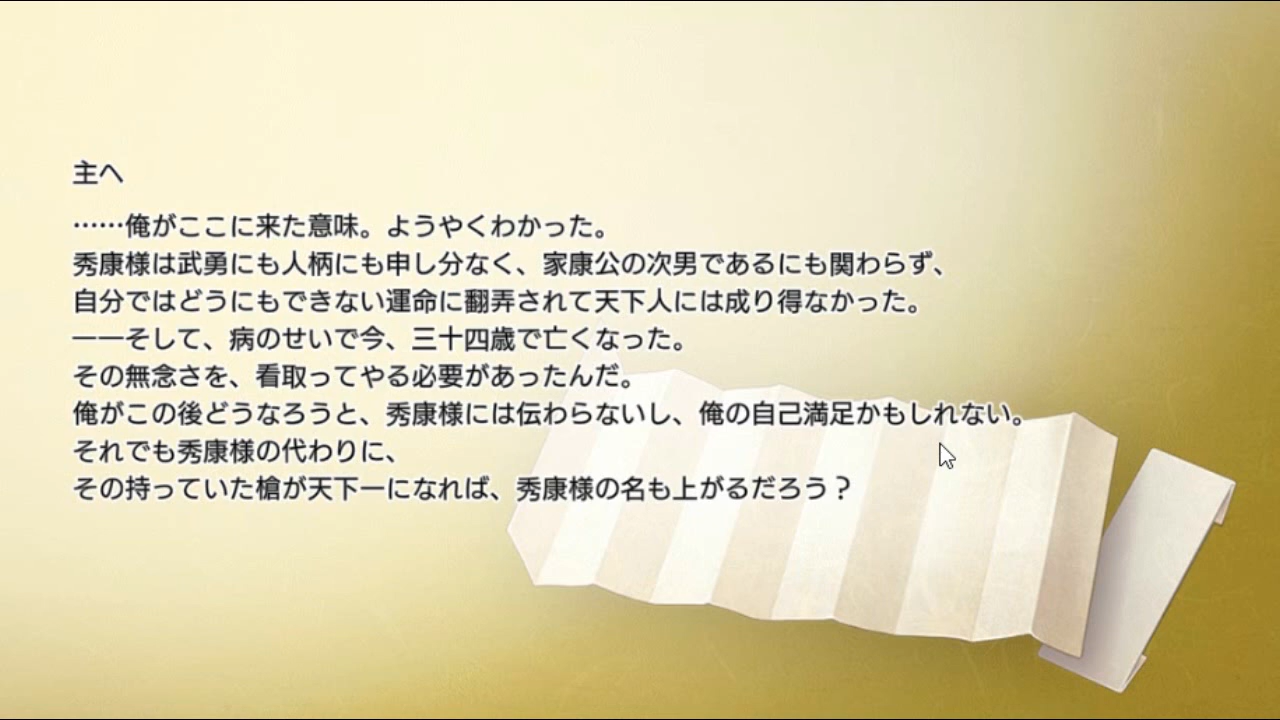 主へ
……俺がここに来た意味。ようやくわかった。
秀康様は武勇にも人柄にも申し分なく、家康公の次男であるにも関わらず、
自分ではどうにもできない運命に翻弄されて天下人には成り得なかった。
――そして、病のせいで今、三十四歳で亡くなった。
その無念さを、看取ってやる必要があったんだ。
俺がこの後どうなろうと、秀康様には伝わらないし、俺の自己満足かもしれない。
それでも秀康様の代わりに、
その持っていた槍が天下一になれば、秀康様の名も上がるだろう？